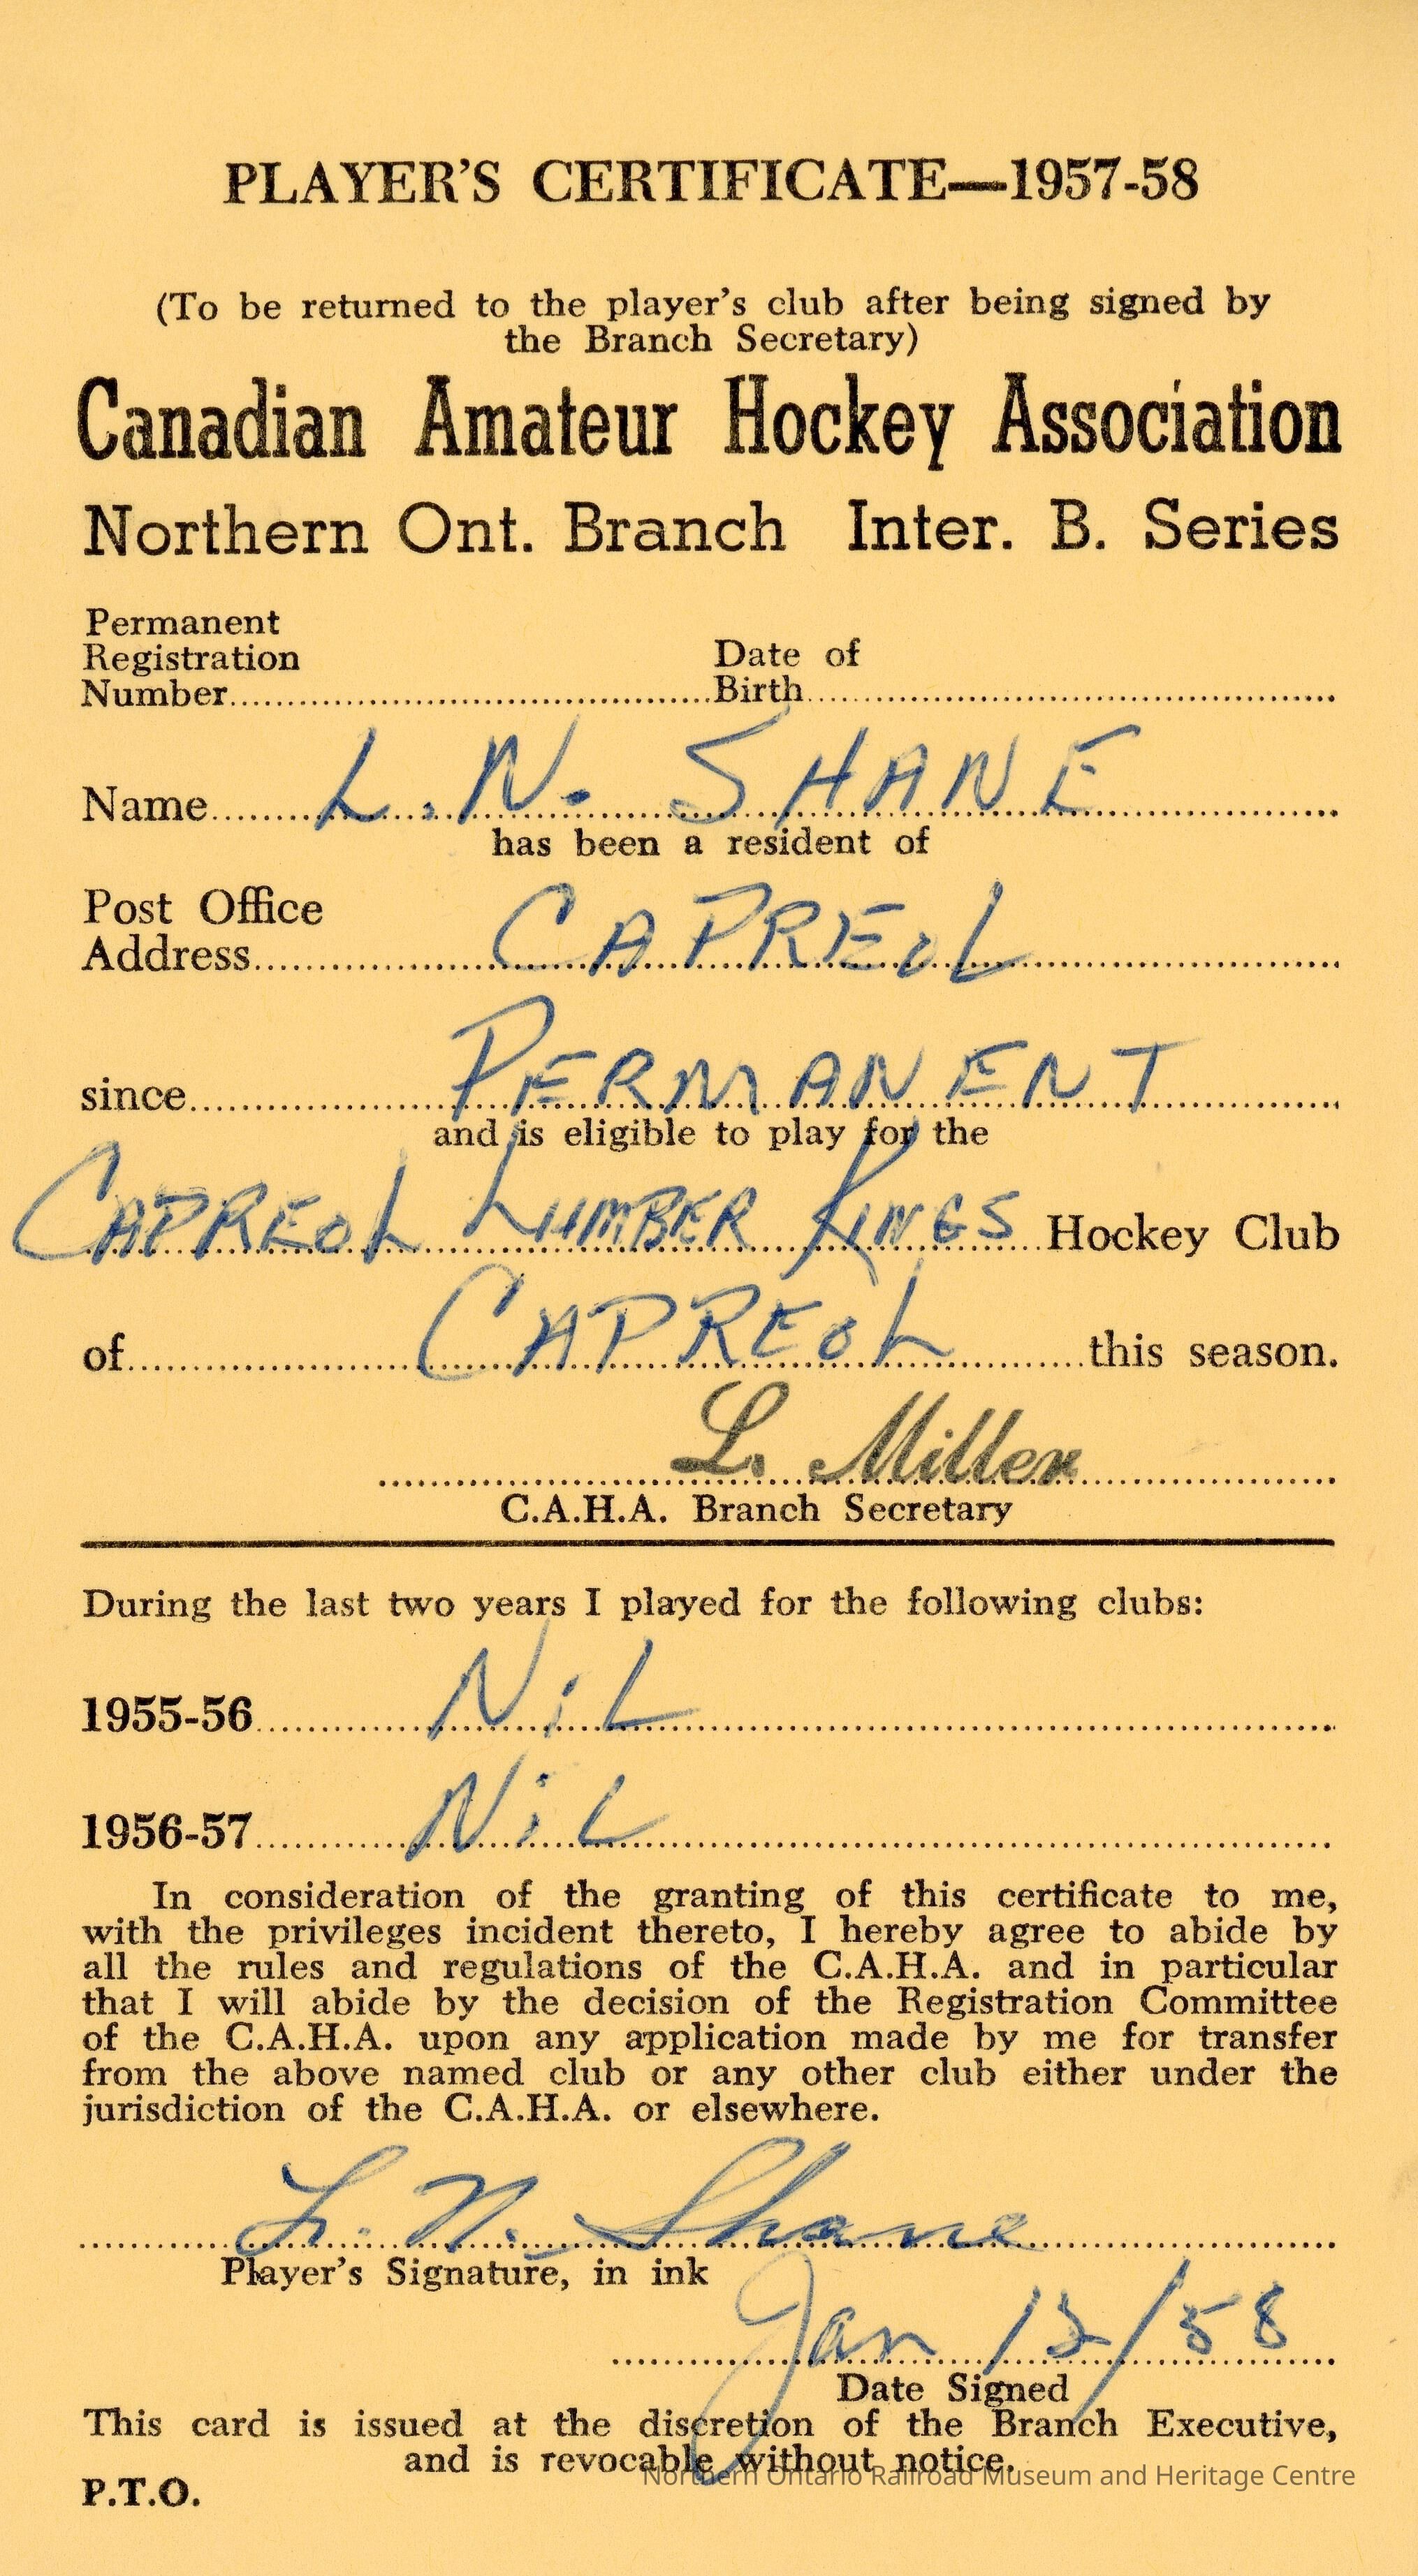 PLAYER'S CERTIFICATE—1957-58
(To be returned to the player's club after being signed by
the Branch Secretary)
Canadian Amateur Hockey Association
Northern Ont. Branch Inter. B. Series
Permanent
Registration
Number
Date of
Birth
Name L. N. SHANE
has been a resident of
Post Office
Address CAPREOL
since PERMANENT
and is eligible to play for the
CAPREOL LUMBER KINGS Hockey Club
of CAPREOL this season.
L. Miller
C.A.H.A. Branch Secretary
During the last two years I played for the following clubs:
1955-56 NiL
1956-57 NiL
In consideration of the granting of this certificate to me,
with the privileges incident thereto, I hereby agree to abide by
all the rules and regulations of the C.A.H.A. and in particular
that I will abide by the decision of the Registration Committee
of the C.A.H.A. upon any application made by me for transfer
from the above named club or any other club either under the
jurisdiction of the C.A.H.A. or elsewhere.
L. N. Shane
Player's Signature, in ink
Jan /58
Date Signed
This card is issued at the discretion of the Branch Executive,
and is revocable without notice.
Northern Ontario Railroad Museum and Heritage Centre
P.T.O.